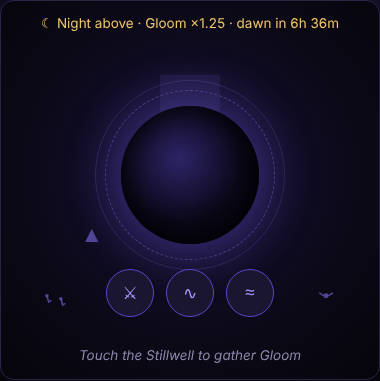 ☾ Night above · Gloom ×1.25 · dawn in 6h 36m
Touch the Stillwell to gather Gloom